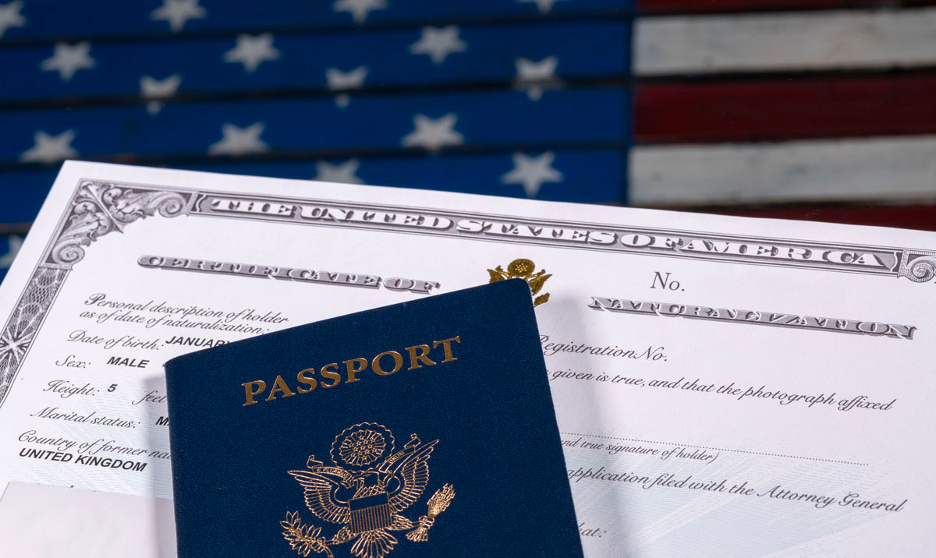 THE UNITED STATES OF AMERICA
CERTIFICATE OF
No.
NATURALIZATION
Personal description of holder
as of date of naturalization:
Date of birth: JANUARY
Registration No.
Sex: MALE
given is true, and that the photograph affixed
Height: 5 feet
Marital status:
and true signature of holder)
Country of former
UNITED KINGDOM
application filed with the Attorney General
that:
PASSPORT